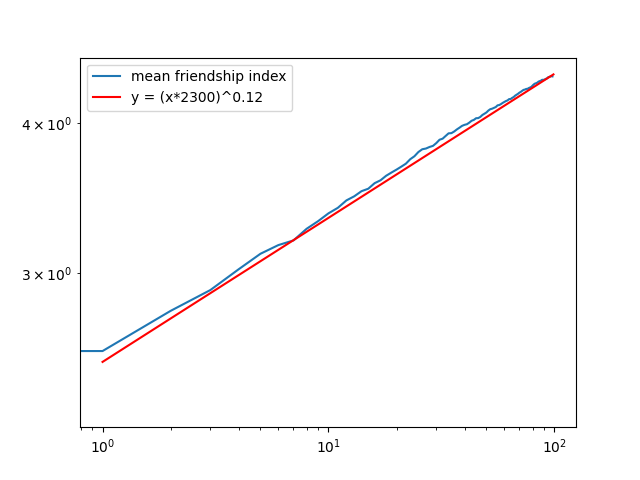 mean friendship index
y = (x*2300)^0.12
4 × 10⁰
3 × 10⁰
10⁰
10¹
10²